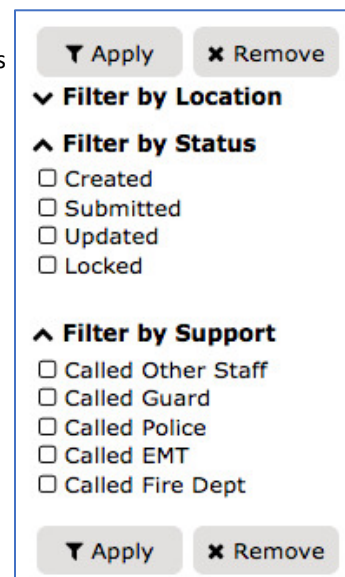 s
Apply Remove
Filter by Location
Filter by Status
Created
Submitted
Updated
Locked
Filter by Support
Called Other Staff
Called Guard
Called Police
Called EMT
Called Fire Dept
Apply Remove